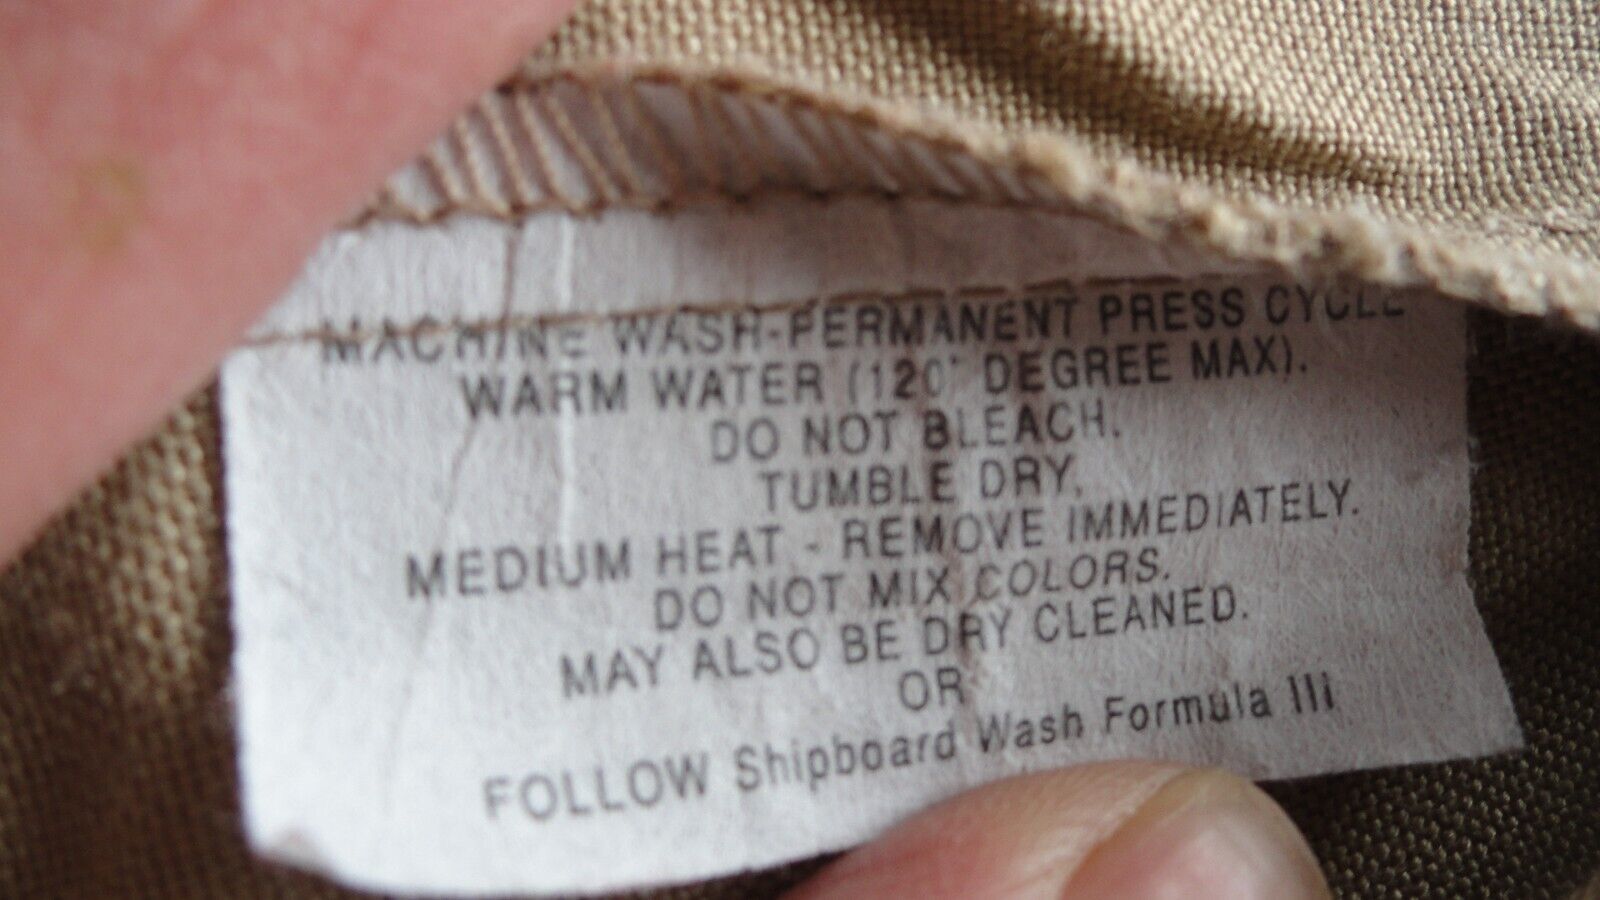 MACHINE WASH-PERMANENT PRESS CYCLE
WARM WATER (120° DEGREE MAX).
DO NOT BLEACH.
TUMBLE DRY.
MEDIUM HEAT - REMOVE IMMEDIATELY.
DO NOT MIX COLORS.
MAY ALSO BE DRY CLEANED.
OR
FOLLOW Shipboard Wash Formula III